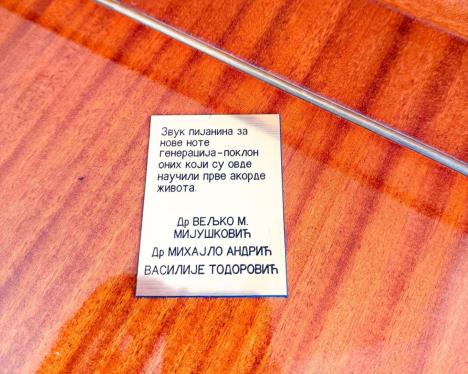 Звук пијанина за
нове ноте
генерација-поклон
оних који су овде
научили прве акорде
живота.
Др ВЕЉКО М.
МИЈУШКОВИЋ
Др МИХАЈЛО АНДРИЋ
ВАСИЛИЈЕ ТОДОРОВИЋ